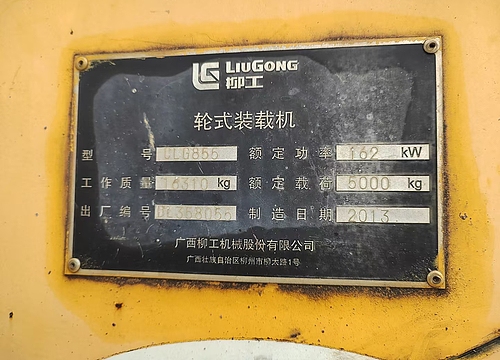 LIUGONG
柳工
轮式装载机
型号 CLG855 额定功率 162 kW
工作质量 16310 kg 额定载荷 5000 kg
出厂编号 额定 制造日期 2013
广西柳工机械股份有限公司
广西壮族自治区柳州市柳太路1号